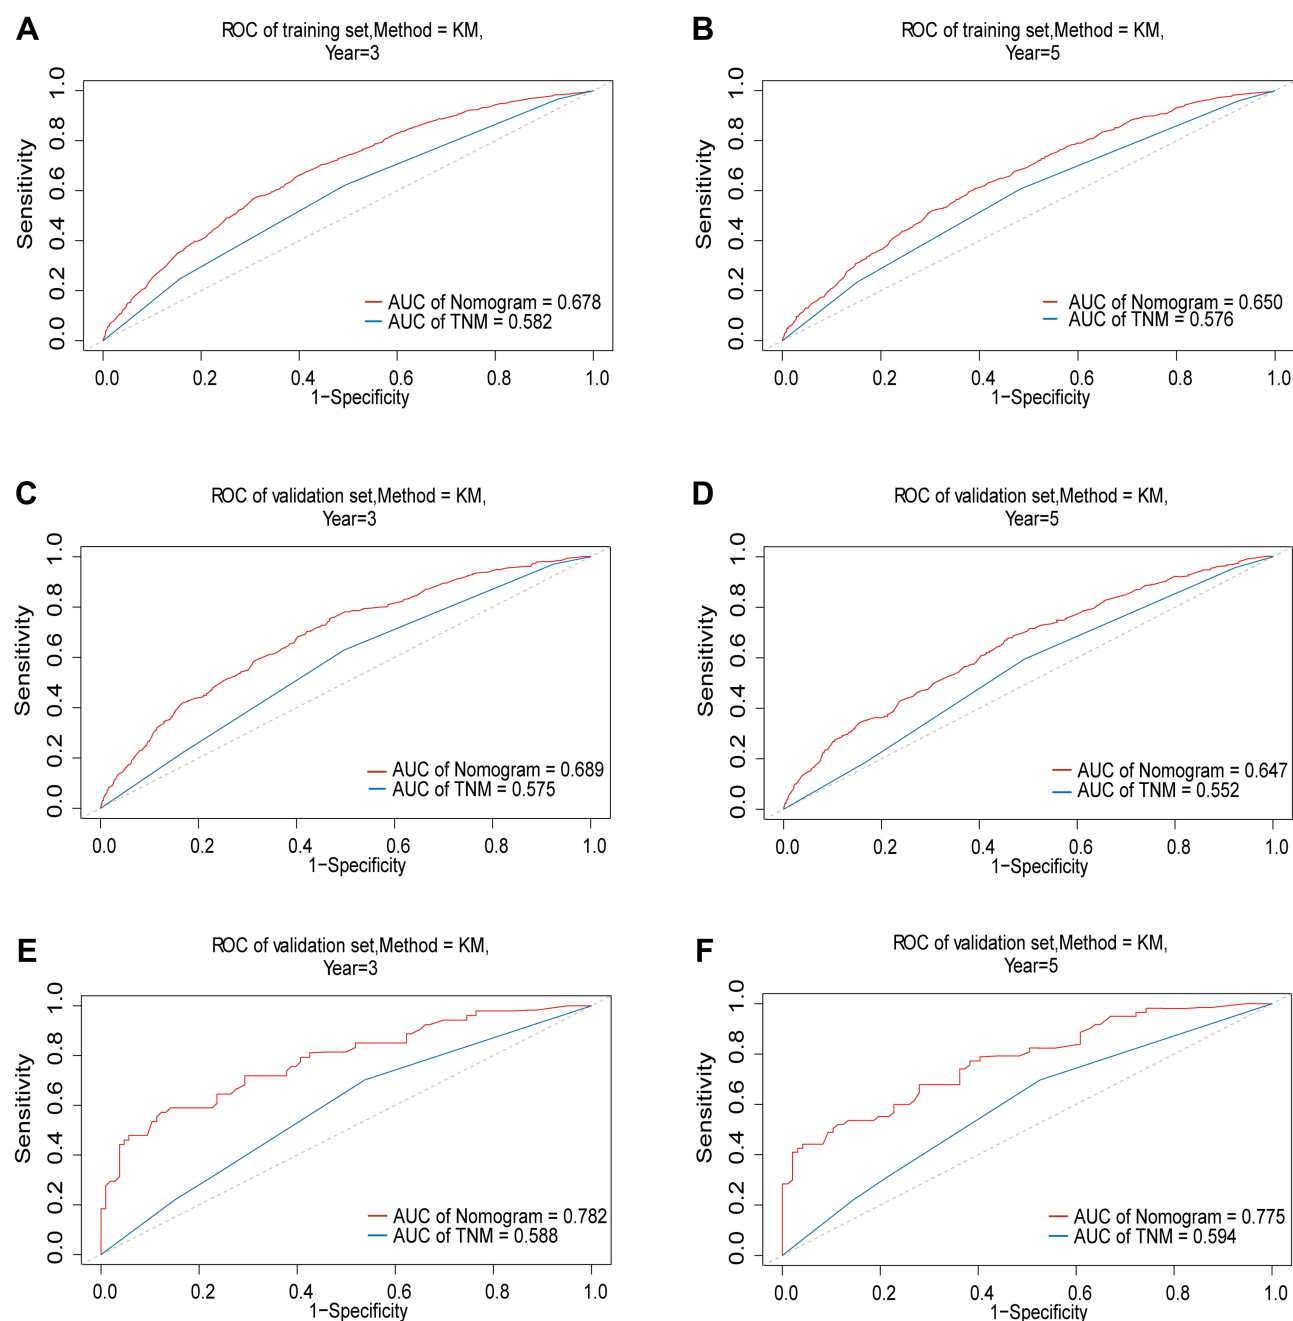 A
ROC of training set,Method = KM,
Year=3
Sensitivity
0.0 0.2 0.4 0.6 0.8 1.0
AUC of Nomogram = 0.678
AUC of TNM = 0.582
0.0 0.2 0.4 0.6 0.8 1.0
1−Specificity
B
ROC of training set,Method = KM,
Year=5
Sensitivity
0.0 0.2 0.4 0.6 0.8 1.0
AUC of Nomogram = 0.650
AUC of TNM = 0.576
0.0 0.2 0.4 0.6 0.8 1.0
1−Specificity
C
ROC of validation set,Method = KM,
Year=3
Sensitivity
0.0 0.2 0.4 0.6 0.8 1.0
AUC of Nomogram = 0.689
AUC of TNM = 0.575
0.0 0.2 0.4 0.6 0.8 1.0
1−Specificity
D
ROC of validation set,Method = KM,
Year=5
Sensitivity
0.0 0.2 0.4 0.6 0.8 1.0
AUC of Nomogram = 0.647
AUC of TNM = 0.552
0.0 0.2 0.4 0.6 0.8 1.0
1−Specificity
E
ROC of validation set,Method = KM,
Year=3
Sensitivity
0.0 0.2 0.4 0.6 0.8 1.0
AUC of Nomogram = 0.782
AUC of TNM = 0.588
0.0 0.2 0.4 0.6 0.8 1.0
1−Specificity
F
ROC of validation set,Method = KM,
Year=5
Sensitivity
0.0 0.2 0.4 0.6 0.8 1.0
AUC of Nomogram = 0.775
AUC of TNM = 0.594
0.0 0.2 0.4 0.6 0.8 1.0
1−Specificity